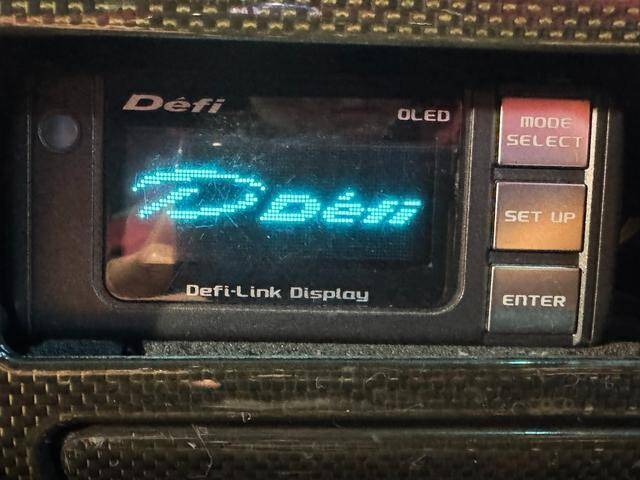 Défi
OLED
Défi
Defi-Link Display
MODE
SELECT
SET UP
ENTER